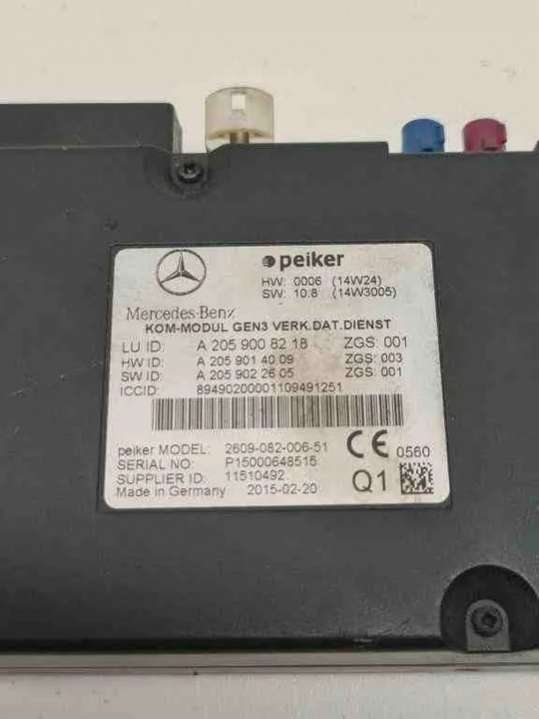 peiker
HW: 0006 (14W24)
SW: 10.8 (14W3005)
Mercedes-Benz
KOM-MODUL GEN3 VERK.DAT.DIENST
LU ID: A 205 900 82 18 ZGS: 001
HW ID: A 205 901 40 09 ZGS: 003
SW ID: A 205 902 26 05 ZGS: 001
ICCID: 89490200001109491251
peiker MODEL: 2609-082-006-51
SERIAL NO: P15000648515
SUPPLIER ID: 11510492
Made in Germany 2015-02-20
CE 0560
Q1